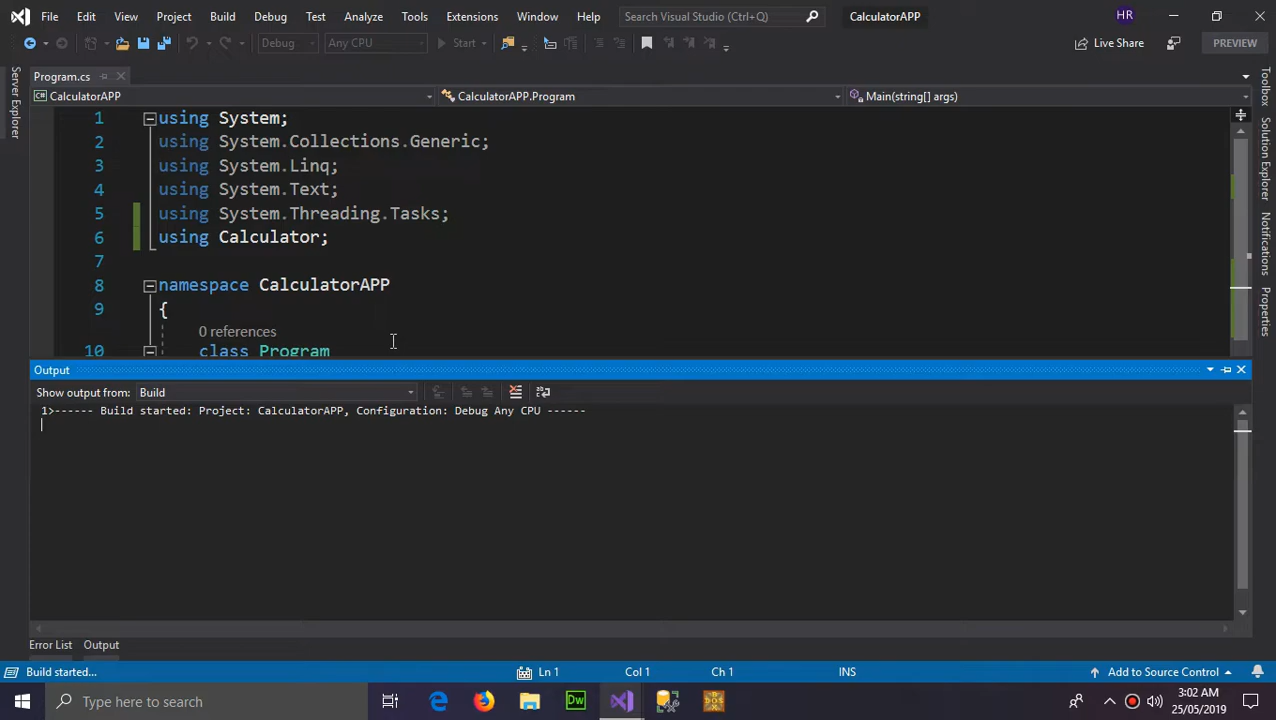 File Edit View Project Build Debug Test Analyze Tools Extensions Window Help Search Visual Studio (Ctrl+Q) CalculatorAPP HR
Debug Any CPU Start Live Share PREVIEW
Program.cs
CalculatorAPP CalculatorAPP.Program Main(string[] args)
Server Explorer
Toolbox
Solution Explorer
Notifications
Properties
1 using System;
2 using System.Collections.Generic;
3 using System.Linq;
4 using System.Text;
5 using System.Threading.Tasks;
6 using Calculator;
7
8 namespace CalculatorAPP
9 {
0 references
10 class Program
Output
Show output from: Build
1>------ Build started: Project: CalculatorAPP, Configuration: Debug Any CPU ------
Error List Output
Build started... Ln 1 Col 1 Ch 1 INS Add to Source Control
Type here to search Dw 3:02 AM
25/05/2019